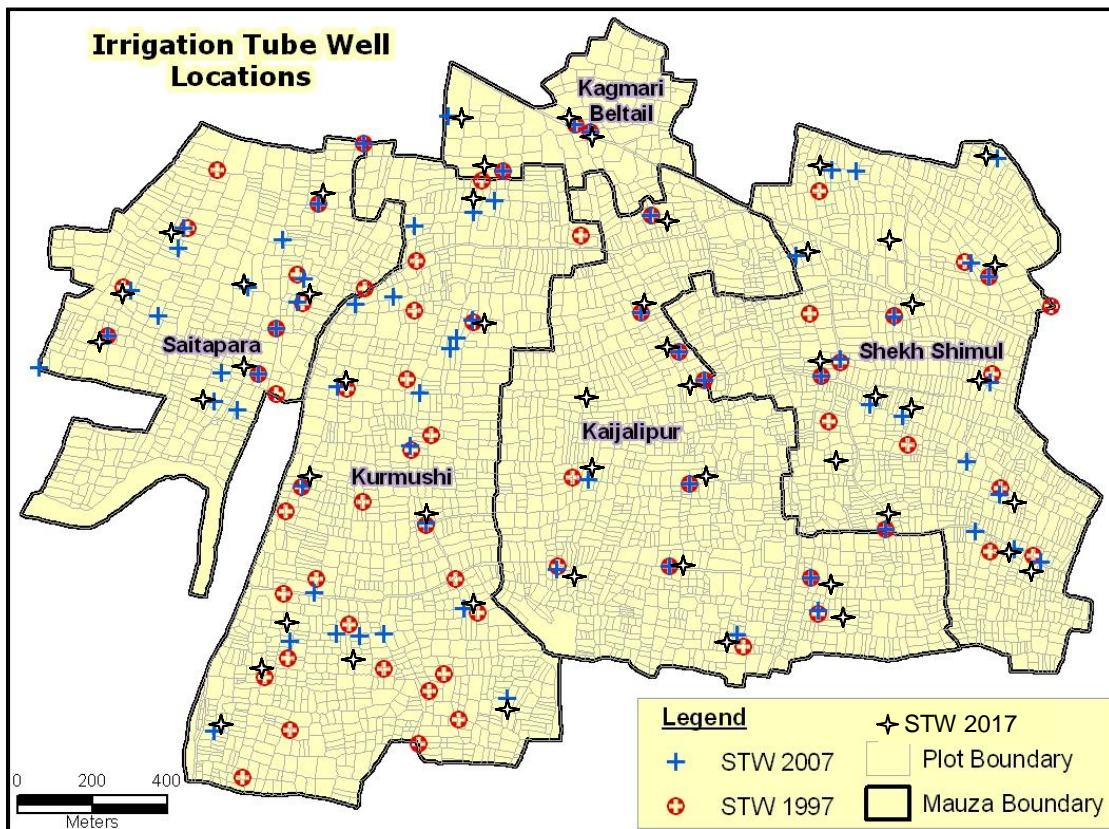 Irrigation Tube Well
Locations
Kagmari
Beltail
Saitapara
Shekh Shimul
Kaijalipur
Kurmushi
Legend
STW 2017
STW 2007
Plot Boundary
STW 1997
Mauza Boundary
0 200 400
Meters